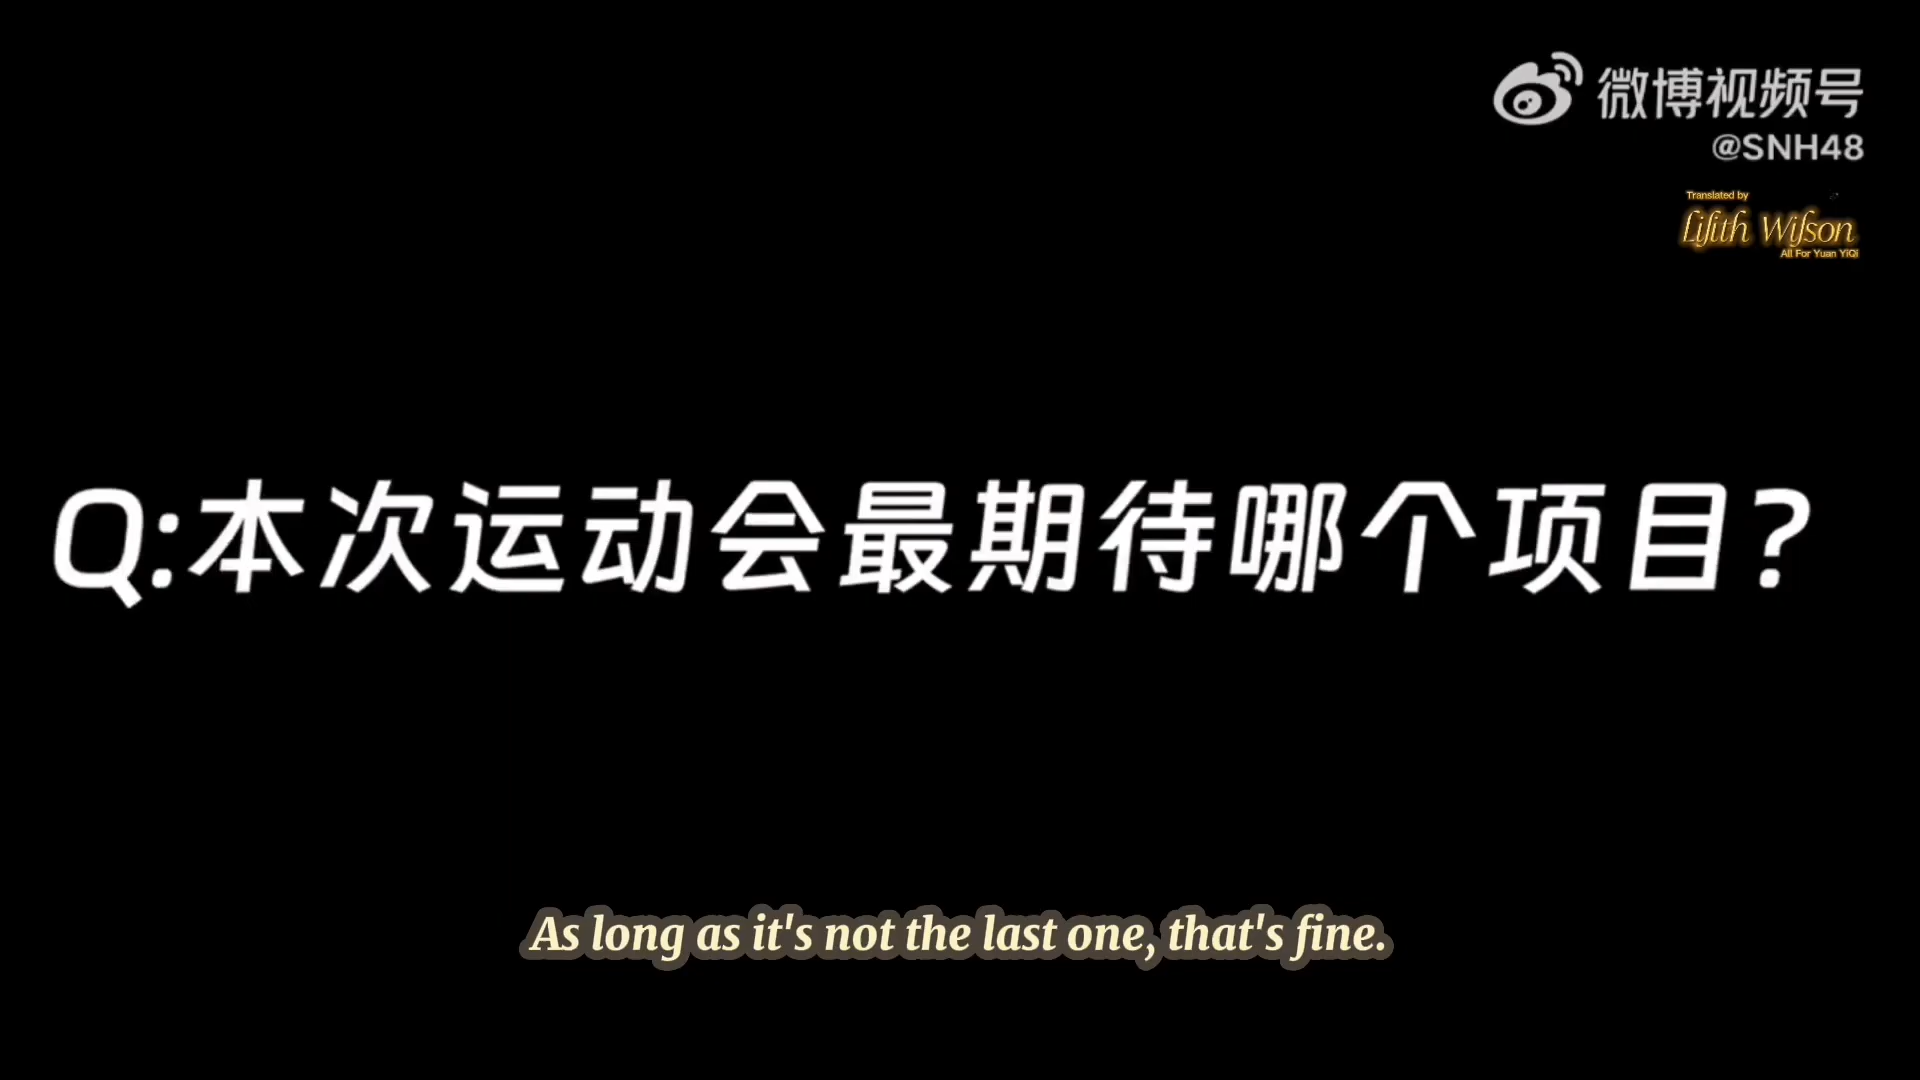 微博视频号
@SNH48
Translated by
Lilith Wilson
All For Yuan YiQi
Q:本次运动会最期待哪个项目?
As long as it's not the last one, that's fine.